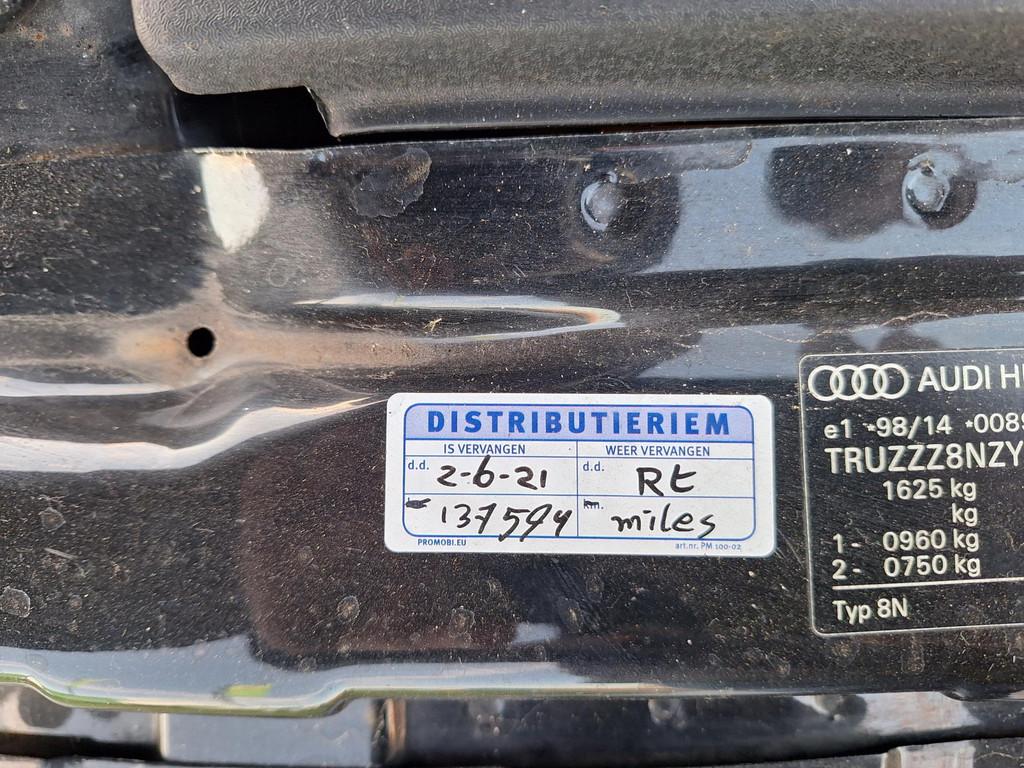 DISTRIBUTIERIEM
IS VERVANGEN
WEER VERVANGEN
d.d. 2-6-21
d.d. Rt
137594
km. miles
PROMOBI.EU
art.nr. PM 100-02
AUDI H
e1 *98/14 *008
TRUZZZ8NZY
1625 kg
kg
1- 0960 kg
2- 0750 kg
Typ 8N